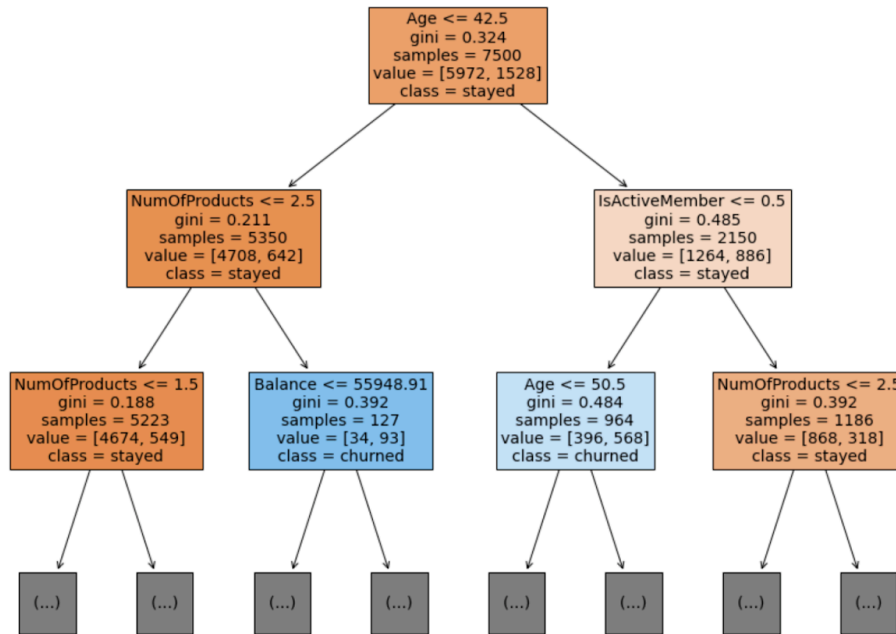 Age <= 42.5
gini = 0.324
samples = 7500
value = [5972, 1528]
class = stayed
NumOfProducts <= 2.5
gini = 0.211
samples = 5350
value = [4708, 642]
class = stayed
IsActiveMember <= 0.5
gini = 0.485
samples = 2150
value = [1264, 886]
class = stayed
NumOfProducts <= 1.5
gini = 0.188
samples = 5223
value = [4674, 549]
class = stayed
Balance <= 55948.91
gini = 0.392
samples = 127
value = [34, 93]
class = churned
Age <= 50.5
gini = 0.484
samples = 964
value = [396, 568]
class = churned
NumOfProducts <= 2.5
gini = 0.392
samples = 1186
value = [868, 318]
class = stayed
(...)
(...)
(...)
(...)
(...)
(...)
(...)
(...)